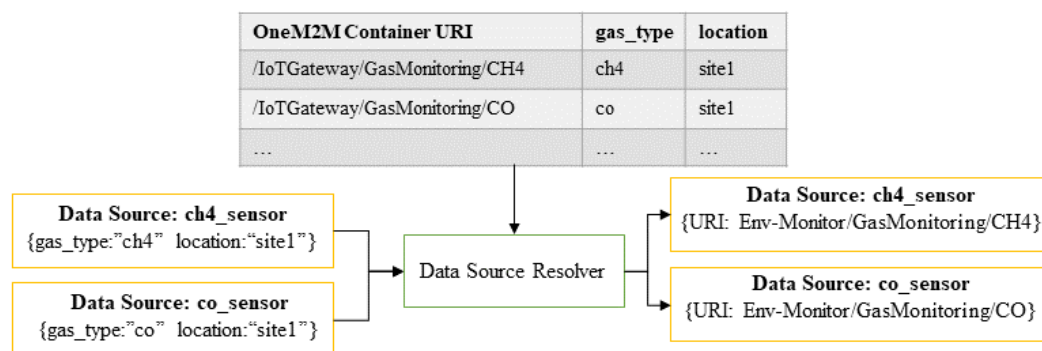 OneM2M Container URI gas_type location
/IoTGateway/GasMonitoring/CH4 ch4 site1
/IoTGateway/GasMonitoring/CO co site1
… … …
Data Source: ch4_sensor
{gas_type:”ch4” location:“site1”}
Data Source: co_sensor
{gas_type:”co” location:“site1”}
Data Source Resolver
Data Source: ch4_sensor
{URI: Env-Monitor/GasMonitoring/CH4}
Data Source: co_sensor
{URI: Env-Monitor/GasMonitoring/CO}